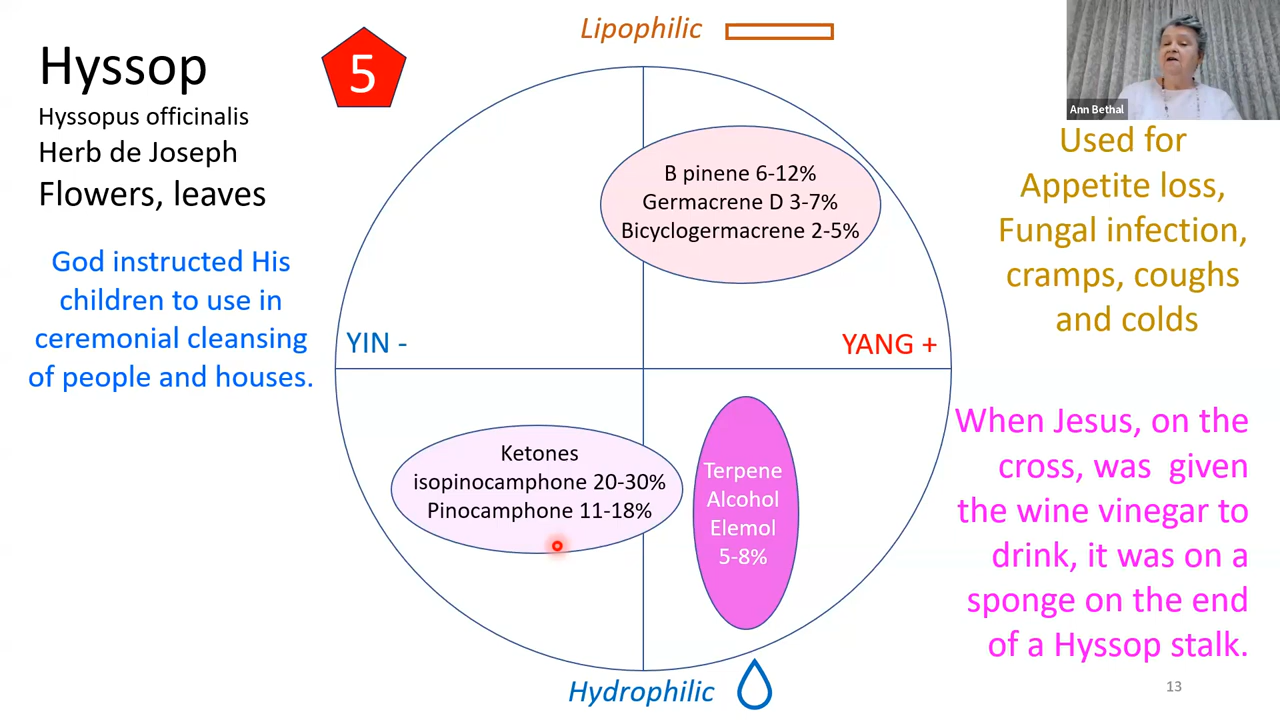 Hyssop
Hyssopus officinalis
Herb de Joseph
Flowers, leaves
5
God instructed His
children to use in
ceremonial cleansing
of people and houses.
Lipophilic
B pinene 6-12%
Germacrene D 3-7%
Bicyclogermacrene 2-5%
YIN -
YANG +
Ketones
isopinocamphone 20-30%
Pinocamphone 11-18%
Terpene
Alcohol
Elemol
5-8%
Hydrophilic
Ann Bethal
Used for
Appetite loss,
Fungal infection,
cramps, coughs
and colds
When Jesus, on the
cross, was given
the wine vinegar to
drink, it was on a
sponge on the end
of a Hyssop stalk.
13